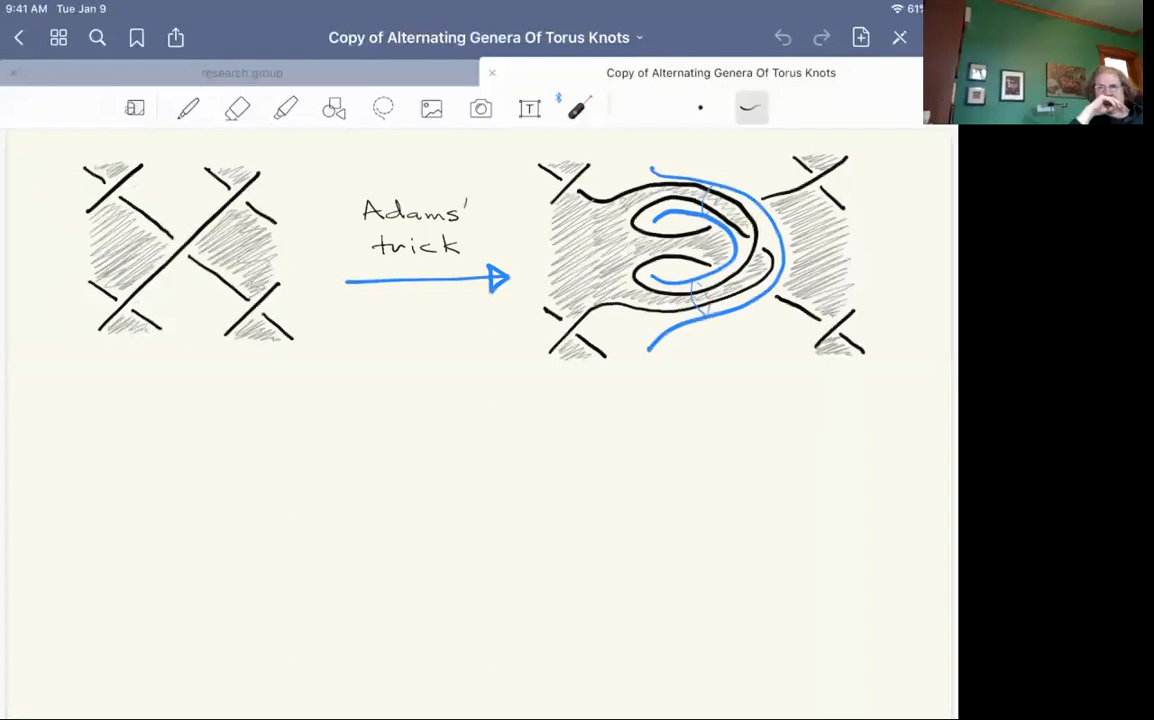 9:41 AM Tue Jan 9
61%
Copy of Alternating Genera Of Torus Knots
research group
Copy of Alternating Genera Of Torus Knots
T
Adams'
trick